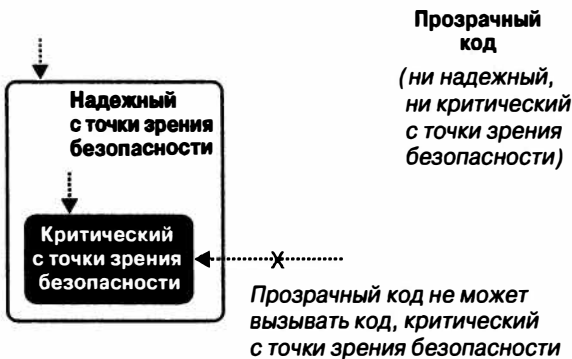 Прозрачный
код
(ни надежный,
ни критический
с точки зрения
безопасности)
Надежный
с точки зрения
безопасности
Критический
с точки зрения
безопасности
Прозрачный код не может
вызывать код, критический
с точки зрения безопасности